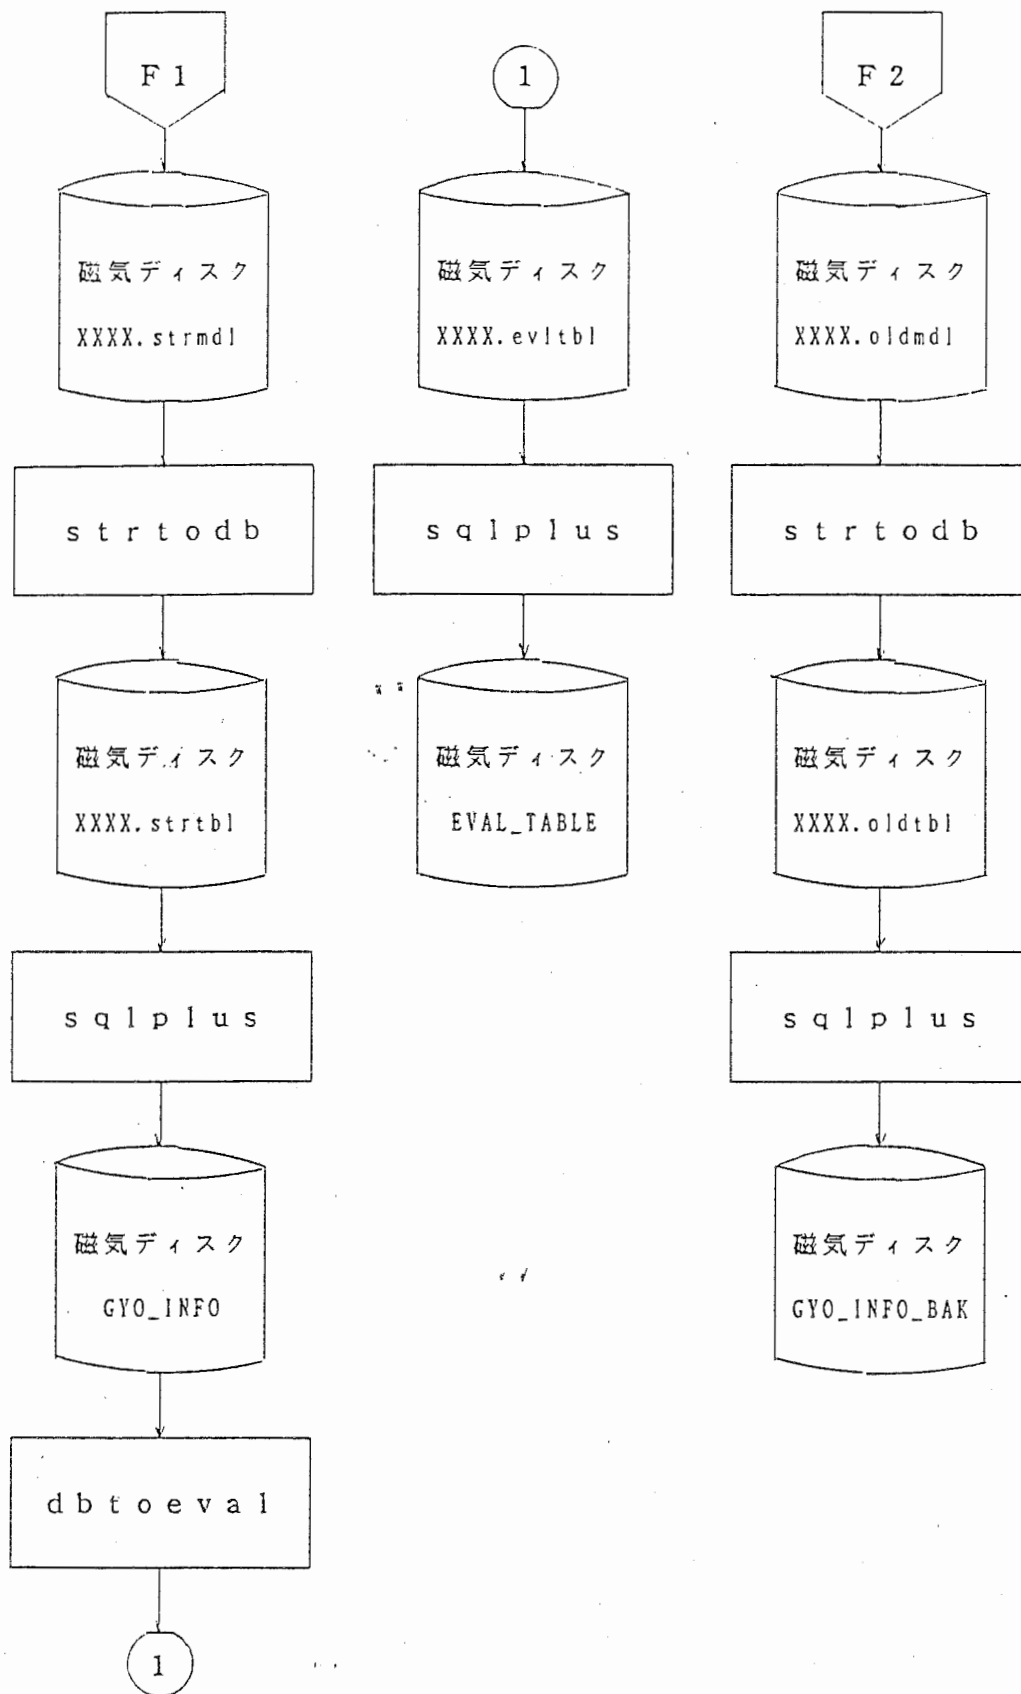 F1
磁気ディスク
XXXX.strmdl
strtodb
磁気ディスク
XXXX.strtbl
sqlplus
磁気ディスク
GYO_INFO
dbtoeval
1
1
磁気ディスク
XXXX.evltbl
sqlplus
磁気ディスク
EVAL_TABLE
F2
磁気ディスク
XXXX.oldmdl
strtodb
磁気ディスク
XXXX.oldtbl
sqlplus
磁気ディスク
GYO_INFO_BAK